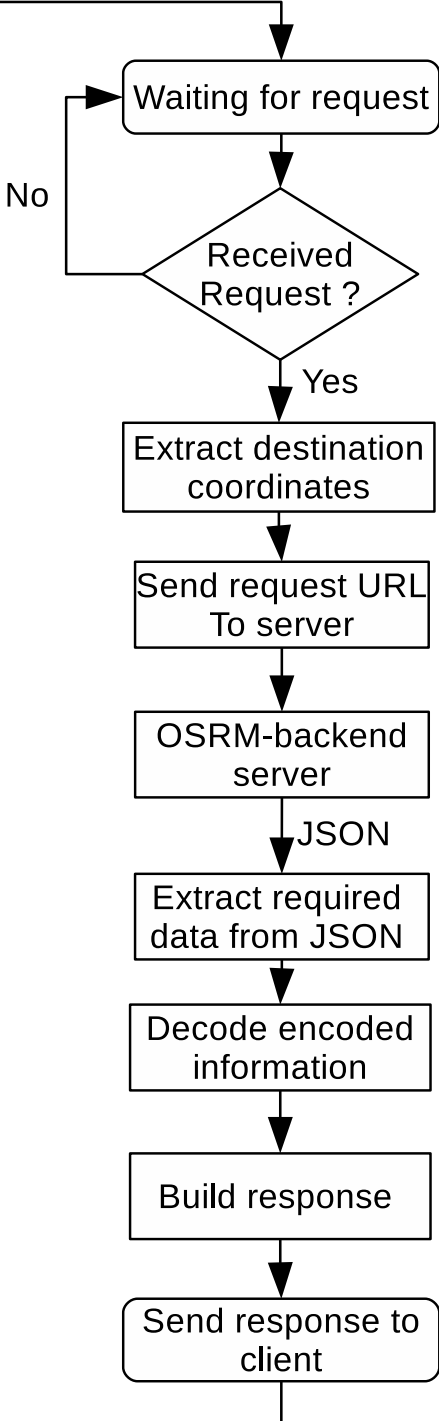 Waiting for request
No
Received
Request ?
Yes
Extract destination
coordinates
Send request URL
To server
OSRM-backend
server
JSON
Extract required
data from JSON
Decode encoded
information
Build response
Send response to
client